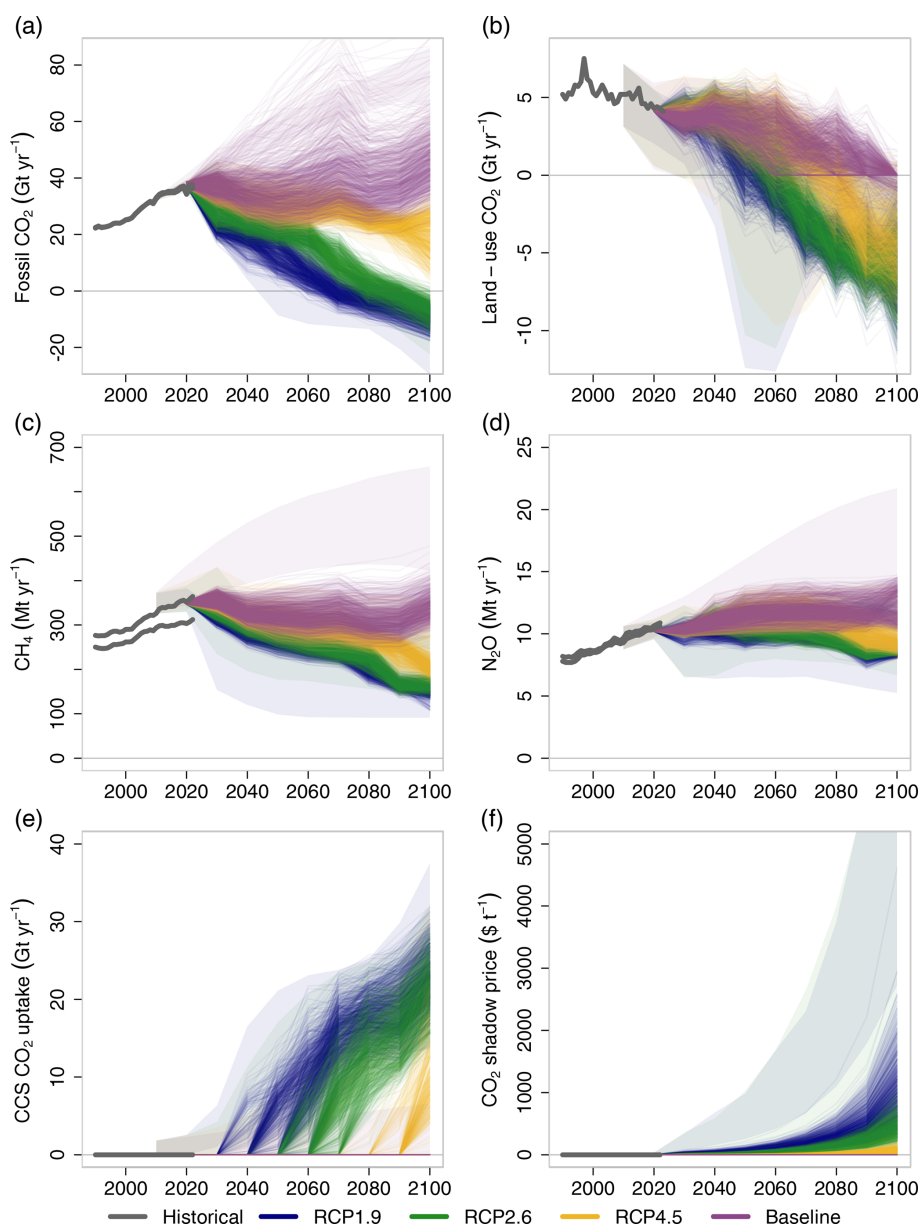 (a)
Fossil CO₂ (Gt yr⁻¹)
80
60
40
20
0
-20
2000 2020 2040 2060 2080 2100
(b)
Land − use CO₂ (Gt yr⁻¹)
5
0
-5
-10
2000 2020 2040 2060 2080 2100
(c)
CH₄ (Mt yr⁻¹)
700
500
300
100
0
2000 2020 2040 2060 2080 2100
(d)
N₂O (Mt yr⁻¹)
25
20
15
10
5
0
2000 2020 2040 2060 2080 2100
(e)
CCS CO₂ uptake (Gt yr⁻¹)
40
30
20
10
0
2000 2020 2040 2060 2080 2100
(f)
CO₂ shadow price ($ t⁻¹)
5000
4000
3000
2000
1000
0
2000 2020 2040 2060 2080 2100
Historical RCP1.9 RCP2.6 RCP4.5 Baseline